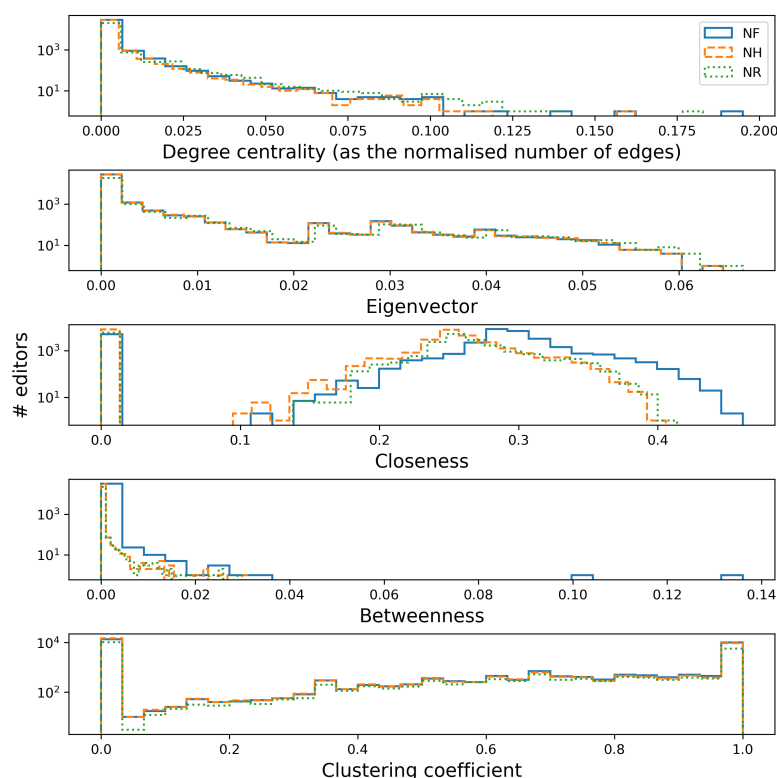 10³
10¹
NF
NH
NR
0.000 0.025 0.050 0.075 0.100 0.125 0.150 0.175 0.200
Degree centrality (as the normalised number of edges)
10³
10¹
0.00 0.01 0.02 0.03 0.04 0.05 0.06
Eigenvector
# editors
10³
10¹
0.0 0.1 0.2 0.3 0.4
Closeness
10³
10¹
0.00 0.02 0.04 0.06 0.08 0.10 0.12 0.14
Betweenness
10⁴
10²
0.0 0.2 0.4 0.6 0.8 1.0
Clustering coefficient